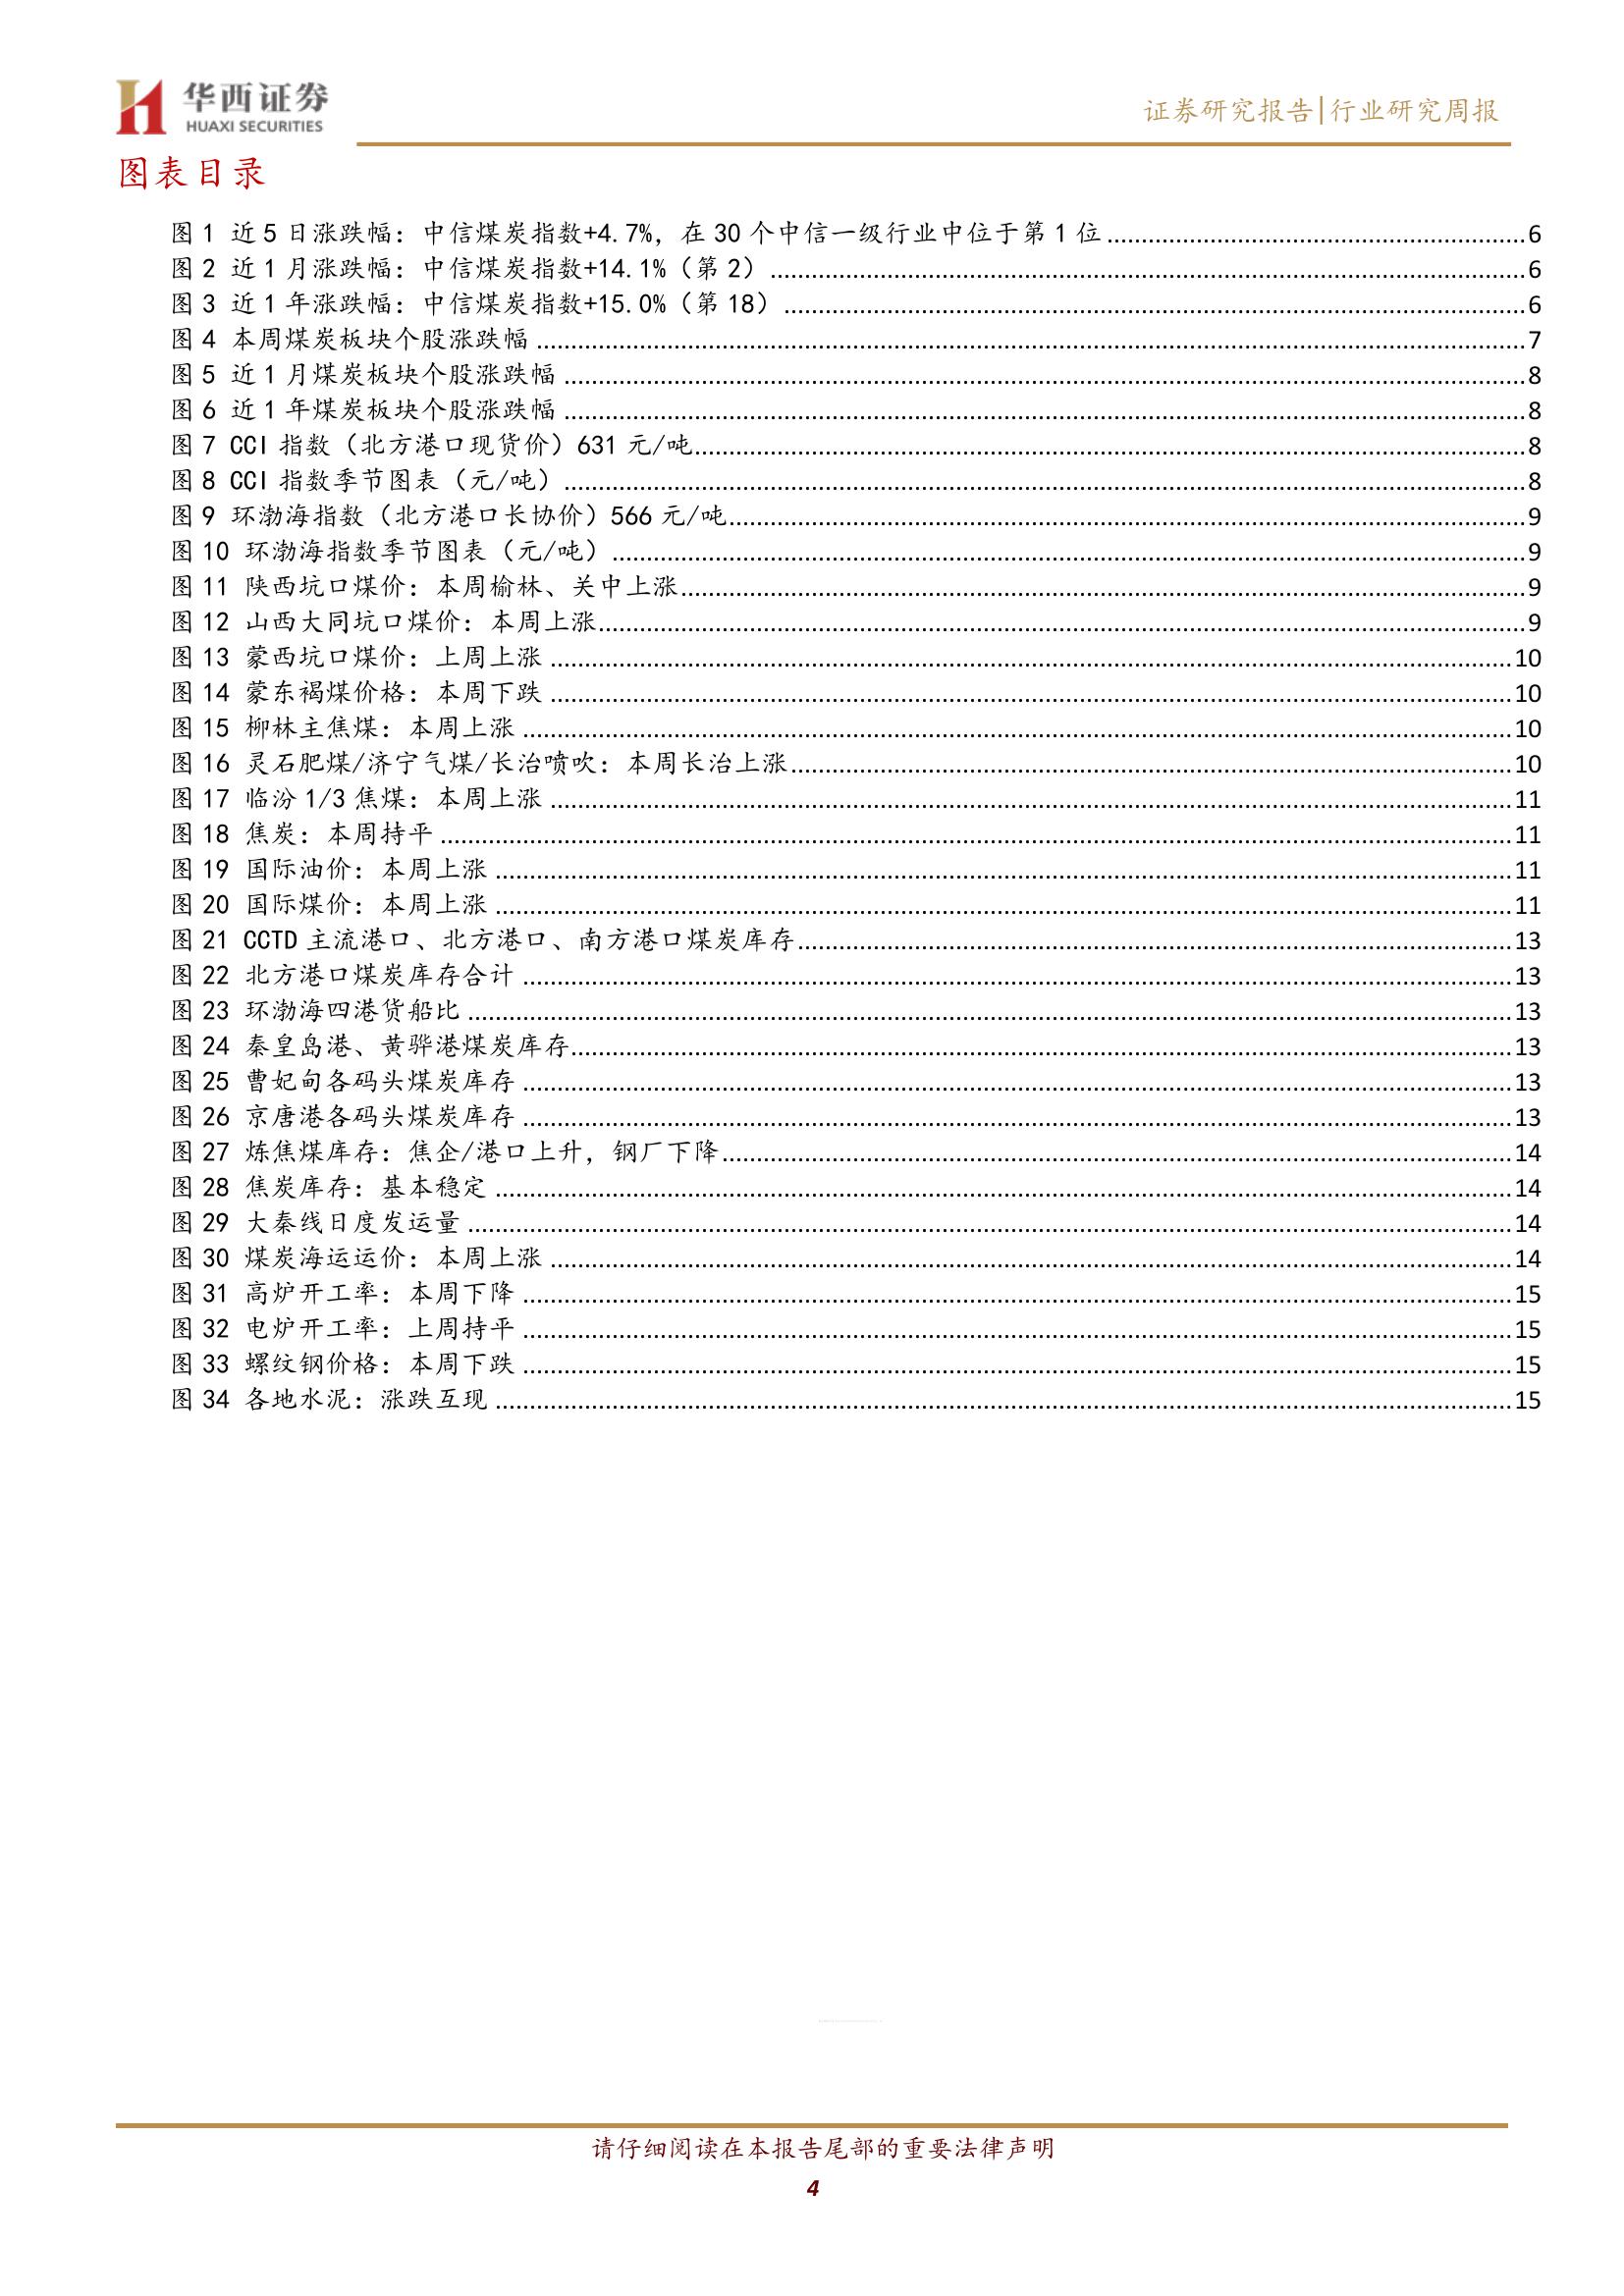 华西证券
HUAXI SECURITIES
证券研究报告|行业研究周报
图表目录
图 1 近 5 日涨跌幅：中信煤炭指数+4.7%，在 30 个中信一级行业中位于第 1 位 ........ 6
图 2 近 1 月涨跌幅：中信煤炭指数+14.1%（第 2） ........ 6
图 3 近 1 年涨跌幅：中信煤炭指数+15.0%（第 18） ........ 6
图 4 本周煤炭板块个股涨跌幅 ........ 7
图 5 近 1 月煤炭板块个股涨跌幅 ........ 8
图 6 近 1 年煤炭板块个股涨跌幅 ........ 8
图 7 CCI 指数（北方港口现货价）631 元/吨 ........ 8
图 8 CCI 指数季节图表（元/吨） ........ 8
图 9 环渤海指数（北方港口长协价）566 元/吨 ........ 9
图 10 环渤海指数季节图表（元/吨） ........ 9
图 11 陕西坑口煤价：本周榆林、关中上涨 ........ 9
图 12 山西大同坑口煤价：本周上涨 ........ 9
图 13 蒙西坑口煤价：上周上涨 ........ 10
图 14 蒙东褐煤价格：本周下跌 ........ 10
图 15 柳林主焦煤：本周上涨 ........ 10
图 16 灵石肥煤/济宁气煤/长治喷吹：本周长治上涨 ........ 10
图 17 临汾 1/3 焦煤：本周上涨 ........ 11
图 18 焦炭：本周持平 ........ 11
图 19 国际油价：本周上涨 ........ 11
图 20 国际煤价：本周上涨 ........ 11
图 21 CCTD 主流港口、北方港口、南方港口煤炭库存 ........ 13
图 22 北方港口煤炭库存合计 ........ 13
图 23 环渤海四港货船比 ........ 13
图 24 秦皇岛港、黄骅港煤炭库存 ........ 13
图 25 曹妃甸各码头煤炭库存 ........ 13
图 26 京唐港各码头煤炭库存 ........ 13
图 27 炼焦煤库存：焦企/港口上升，钢厂下降 ........ 14
图 28 焦炭库存：基本稳定 ........ 14
图 29 大秦线日度发运量 ........ 14
图 30 煤炭海运运价：本周上涨 ........ 14
图 31 高炉开工率：本周下降 ........ 15
图 32 电炉开工率：上周持平 ........ 15
图 33 螺纹钢价格：本周下跌 ........ 15
图 34 各地水泥：涨跌互现 ........ 15
请仔细阅读在本报告尾部的重要法律声明
4